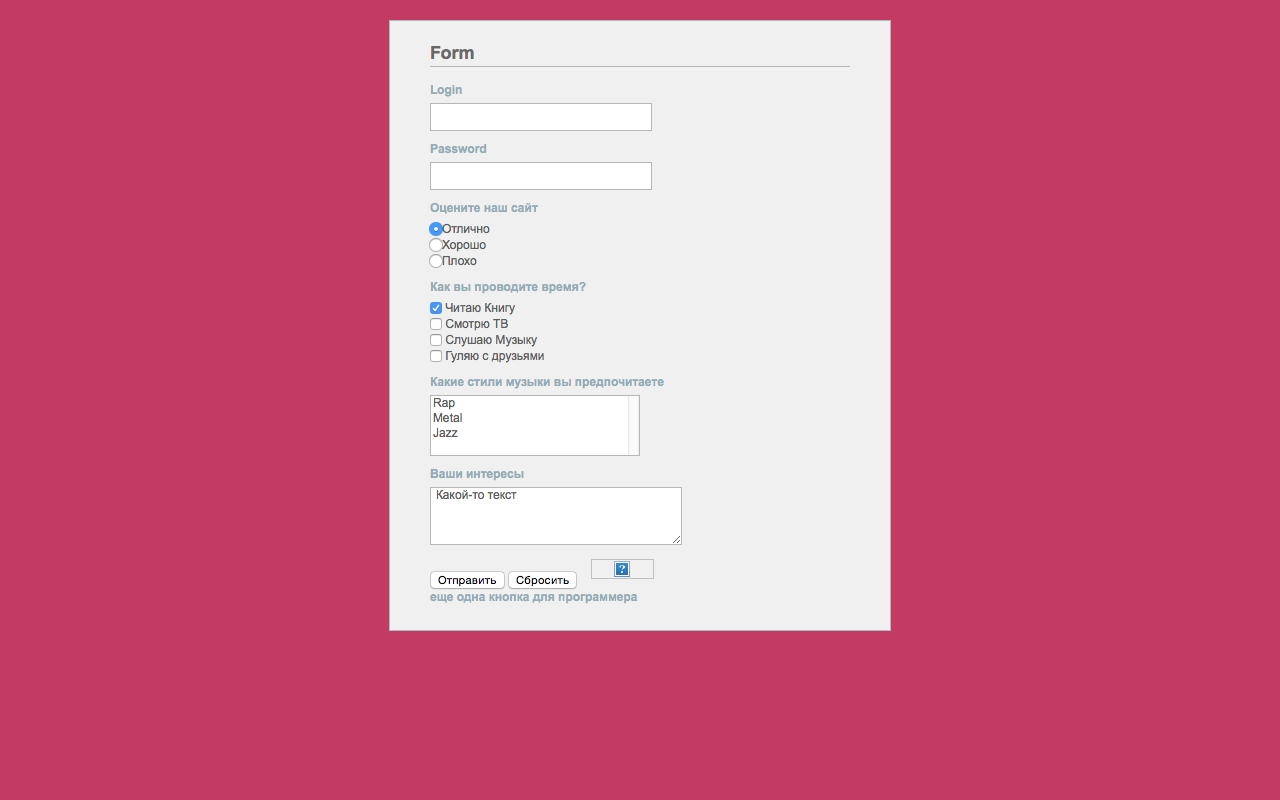 Form
Login
Password
Оцените наш сайт
Отлично
Хорошо
Плохо
Как вы проводите время?
Читаю Книгу
Смотрю ТВ
Слушаю Музыку
Гуляю с друзьями
Какие стили музыки вы предпочитаете
Rap
Metal
Jazz
Ваши интересы
Какой-то текст
Отправить Сбросить ?
еще одна кнопка для программера